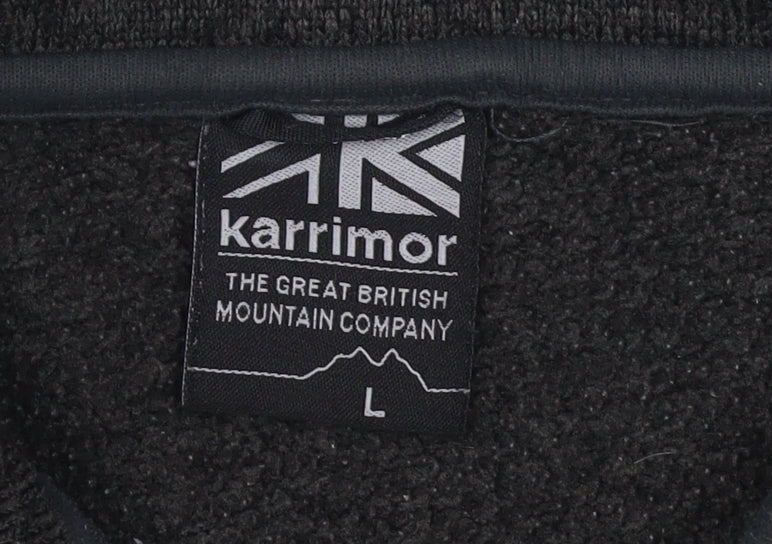 karrimor
THE GREAT BRITISH
MOUNTAIN COMPANY
L